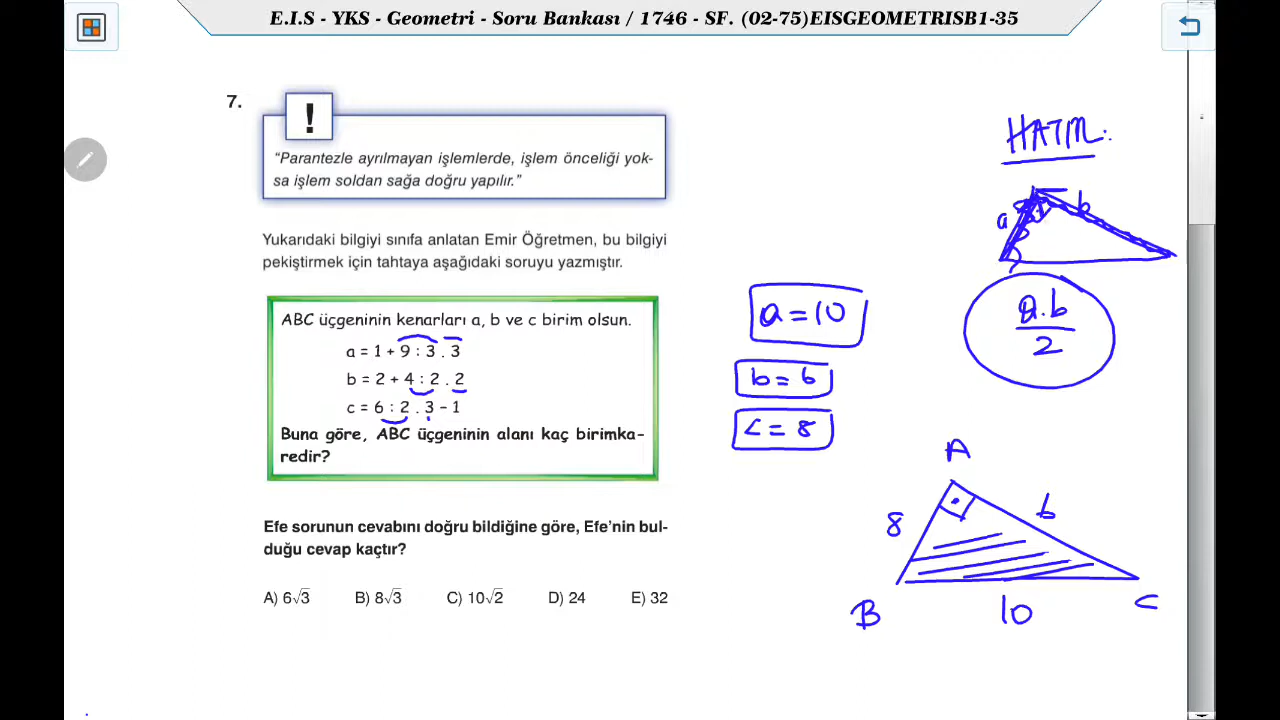 E.I.S - YKS - Geometri - Soru Bankası / 1746 - SF. (02-75)EISGEOMETRISB1-35
7.
!
"Parantezle ayrılmayan işlemlerde, işlem önceliği yok-
sa işlem soldan sağa doğru yapılır."
Yukarıdaki bilgiyi sınıfa anlatan Emir Öğretmen, bu bilgiyi
pekiştirmek için tahtaya aşağıdaki soruyu yazmıştır.
ABC üçgeninin kenarları a, b ve c birim olsun.
a = 1 + 9 : 3 . 3
b = 2 + 4 : 2 . 2
c = 6 : 2 . 3 – 1
Buna göre, ABC üçgeninin alanı kaç birimka-
redir?
Efe sorunun cevabını doğru bildiğine göre, Efe'nin bul-
duğu cevap kaçtır?
A) 6√3 B) 8√3 C) 10√2 D) 24 E) 32
a = 10
b = 6
c = 8
HATM:
a b
a.b
2
A
8 6
B 10 C